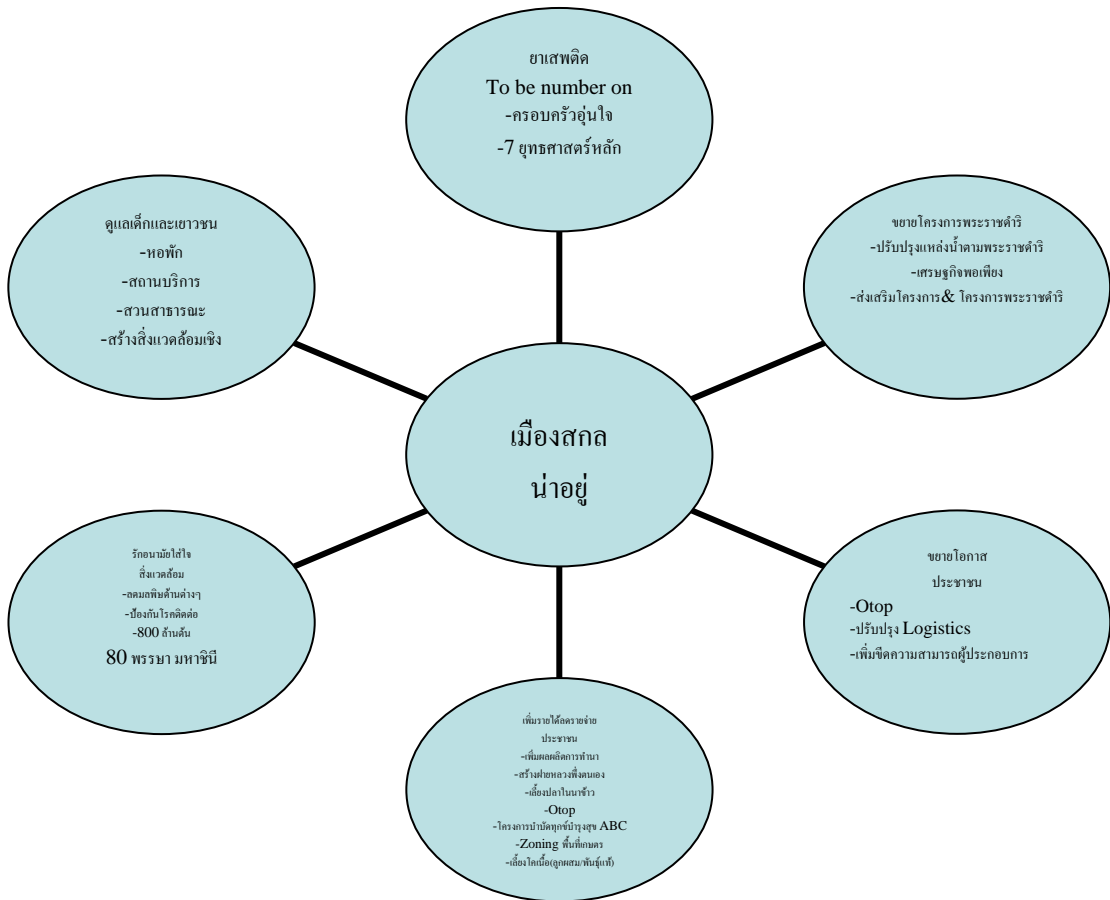 ยาเสพติด
To be number on
-ครอบครัวอุ่นใจ
-7 ยุทธศาสตร์หลัก
ดูแลเด็กและเยาวชน
-หอพัก
-สถานบริการ
-สวนสาธารณะ
-สร้างสิ่งแวดล้อมเชิง
ขยายโครงการพระราชดำริ
-ปรับปรุงแหล่งน้ำตามพระราชดำริ
-เศรษฐกิจพอเพียง
-ส่งเสริมโครงการ& โครงการพระราชดำริ
เมืองสกล
น่าอยู่
รักอนามัยใส่ใจ
สิ่งแวดล้อม
-ลดมลพิษด้านต่างๆ
-ป้องกันโรคติดต่อ
-800 ล้านต้น
80 พรรษา มหาชินี
ขยายโอกาส
ประชาชน
-Otop
-ปรับปรุง Logistics
-เพิ่มขีดความสามารถผู้ประกอบการ
เพิ่มรายได้ลดรายจ่าย
ประชาชน
-เพิ่มผลผลิตการทำนา
-สร้างฝายหลวงพึ่งตนเอง
-เลี้ยงปลาในนาข้าว
-Otop
-โครงการบำบัดทุกข์บำรุงสุข ABC
-Zoning พื้นที่เกษตร
-เลี้ยงโคเนื้อ(ลูกผสม/พันธุ์แท้)